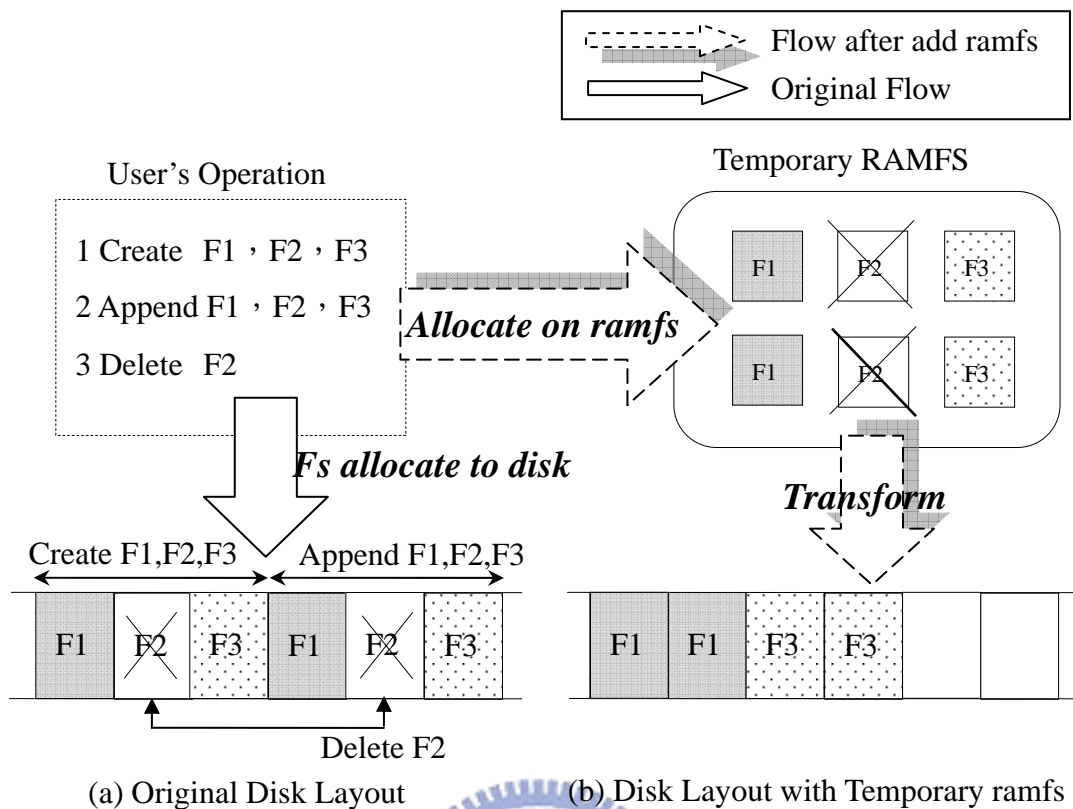 Flow after add ramfs
Original Flow
User's Operation
1 Create F1，F2，F3
2 Append F1，F2，F3
3 Delete F2
Allocate on ramfs
Temporary RAMFS
F1 F2 F3
F1 F2 F3
Fs allocate to disk
Transform
Create F1,F2,F3 Append F1,F2,F3
F1 F2 F3 F1 F2 F3
Delete F2
(a) Original Disk Layout
F1 F1 F3 F3
(b) Disk Layout with Temporary ramfs